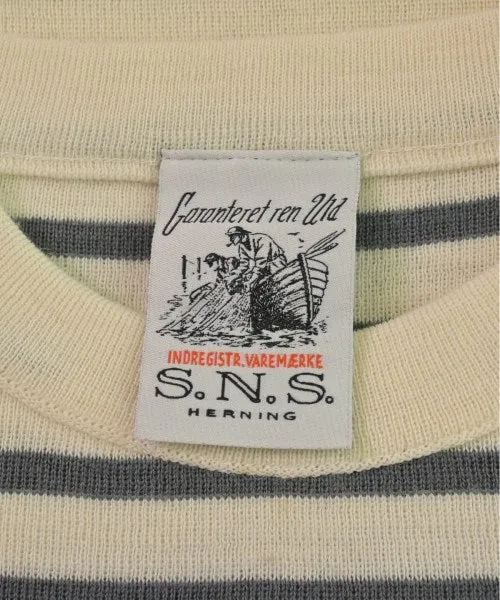 Garanteret ren Uld
INDREGISTR. VAREMÆRKE
S.N.S.
HERNING